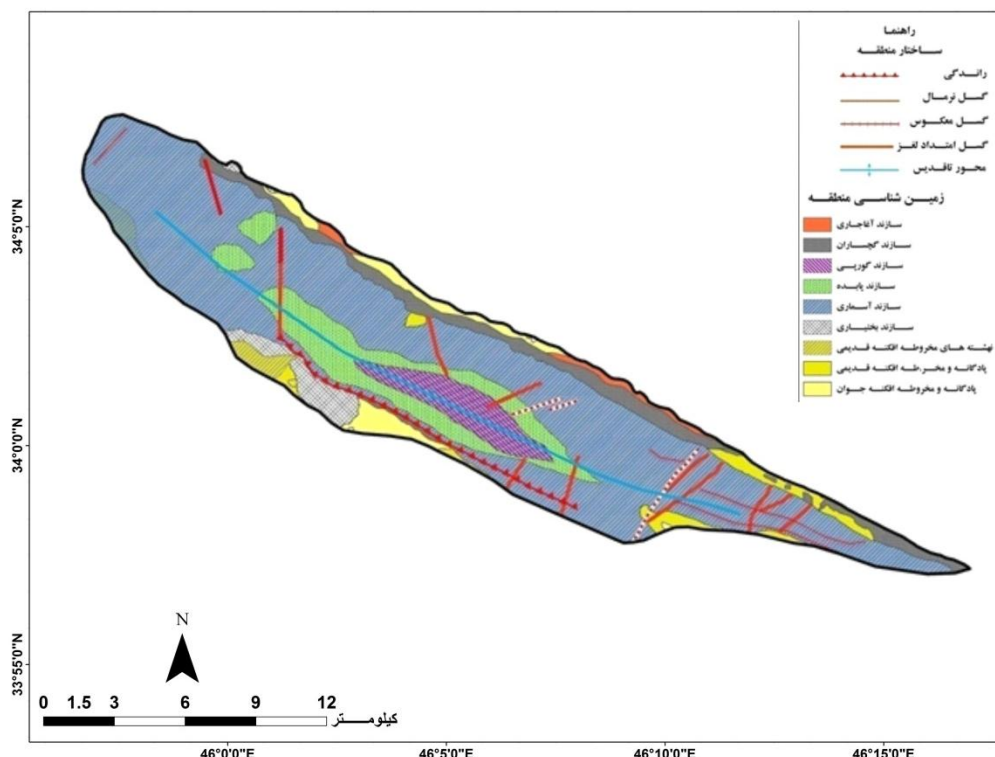 راهنما
ساختار منطقه
راندگی
گسل نرمال
گسل معکوس
گسل امتداد لغز
محور تاقدیس
زمین شناسی منطقه
سازند آغاجاری
سازند گچساران
سازند گورپی
سازند پابده
سازند آسماری
سازند بختیاری
نهشته های مخروطه افکنه قدیمی
پادگانه و مخر.طه افکنه قدیمی
پادگانه و مخروطه افکنه جوان
34°5'0"N
34°0'0"N
33°55'0"N
N
0 1.5 3 6 9 12
کیلومتر
46°0'0"E 46°5'0"E 46°10'0"E 46°15'0"E